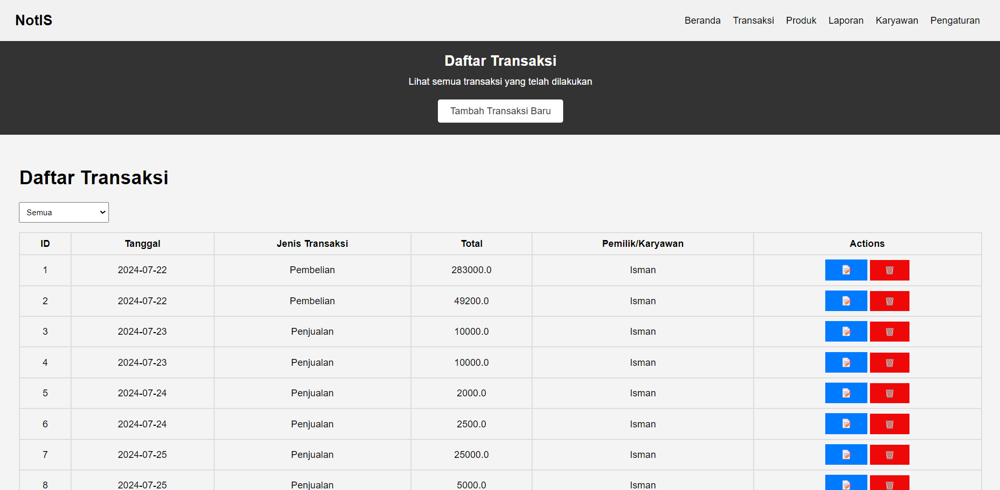 NotIS
Beranda Transaksi Produk Laporan Karyawan Pengaturan
Daftar Transaksi
Lihat semua transaksi yang telah dilakukan
Tambah Transaksi Baru
Daftar Transaksi
Semua
ID Tanggal Jenis Transaksi Total Pemilik/Karyawan Actions
1 2024-07-22 Pembelian 283000.0 Isman
2 2024-07-22 Pembelian 49200.0 Isman
3 2024-07-23 Penjualan 10000.0 Isman
4 2024-07-23 Penjualan 10000.0 Isman
5 2024-07-24 Penjualan 2000.0 Isman
6 2024-07-24 Penjualan 2500.0 Isman
7 2024-07-25 Penjualan 25000.0 Isman
8 2024-07-25 Penjualan 5000.0 Isman